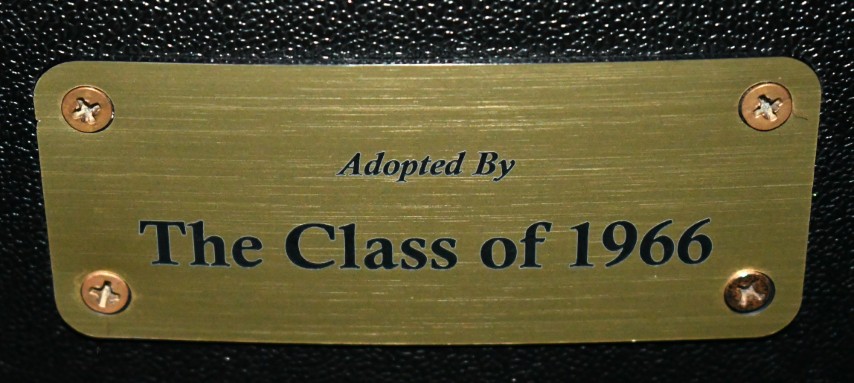 Adopted By
The Class of 1966